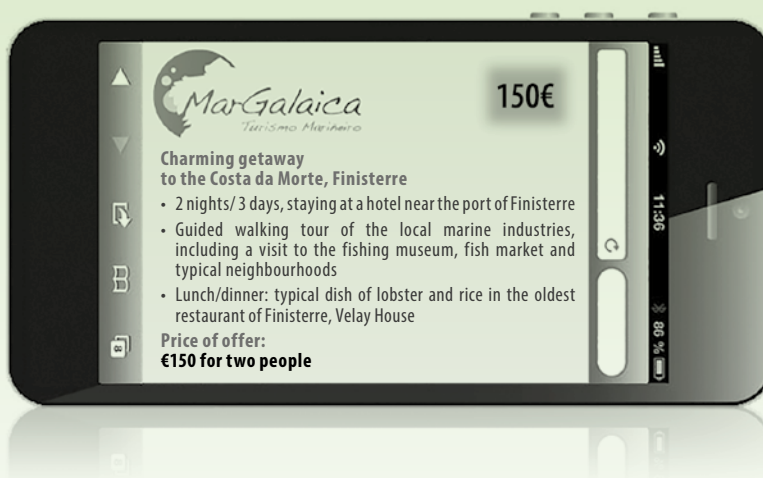 MarGalaica
Turismo Mariñeiro
150€
Charming getaway
to the Costa da Morte, Finisterre
• 2 nights/ 3 days, staying at a hotel near the port of Finisterre
• Guided walking tour of the local marine industries,
including a visit to the fishing museum, fish market and
typical neighbourhoods
• Lunch/dinner: typical dish of lobster and rice in the oldest
restaurant of Finisterre, Velay House
Price of offer:
€150 for two people
11:36
86 %
8